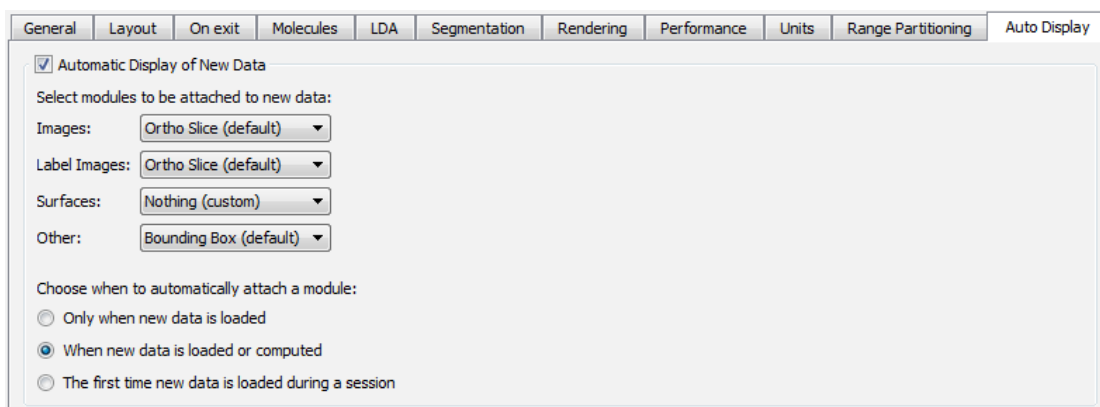 General Layout On exit Molecules LDA Segmentation Rendering Performance Units Range Partitioning Auto Display
Automatic Display of New Data
Select modules to be attached to new data:
Images: Ortho Slice (default)
Label Images: Ortho Slice (default)
Surfaces: Nothing (custom)
Other: Bounding Box (default)
Choose when to automatically attach a module:
Only when new data is loaded
When new data is loaded or computed
The first time new data is loaded during a session